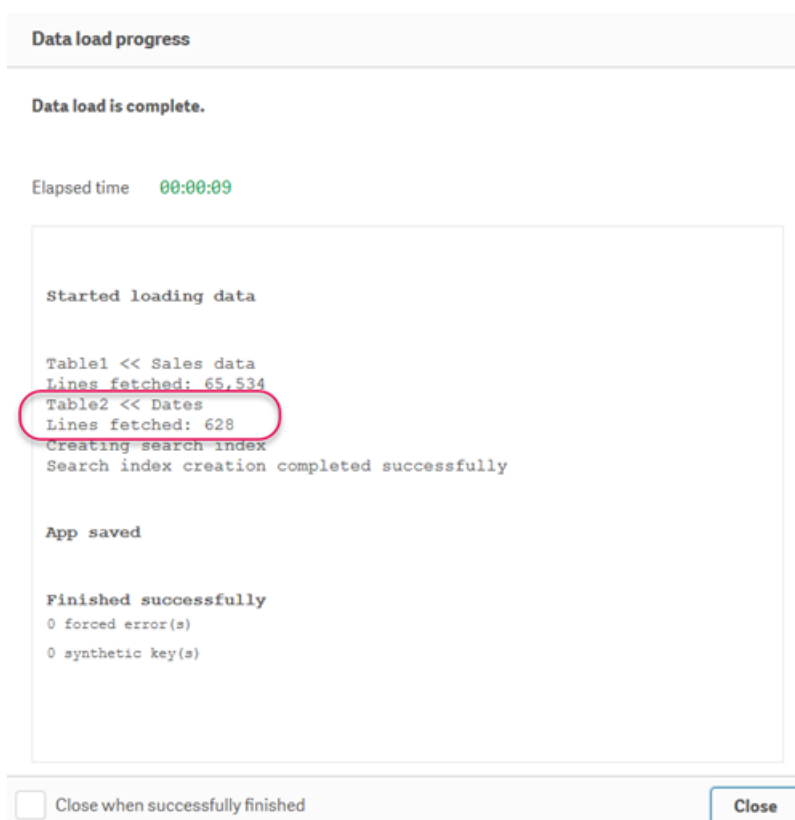 Data load progress
Data load is complete.
Elapsed time 00:00:09
Started loading data
Table1 << Sales data
Lines fetched: 65,534
Table2 << Dates
Lines fetched: 628
Creating search index
Search index creation completed successfully
App saved
Finished successfully
0 forced error(s)
0 synthetic key(s)
Close when successfully finished
Close